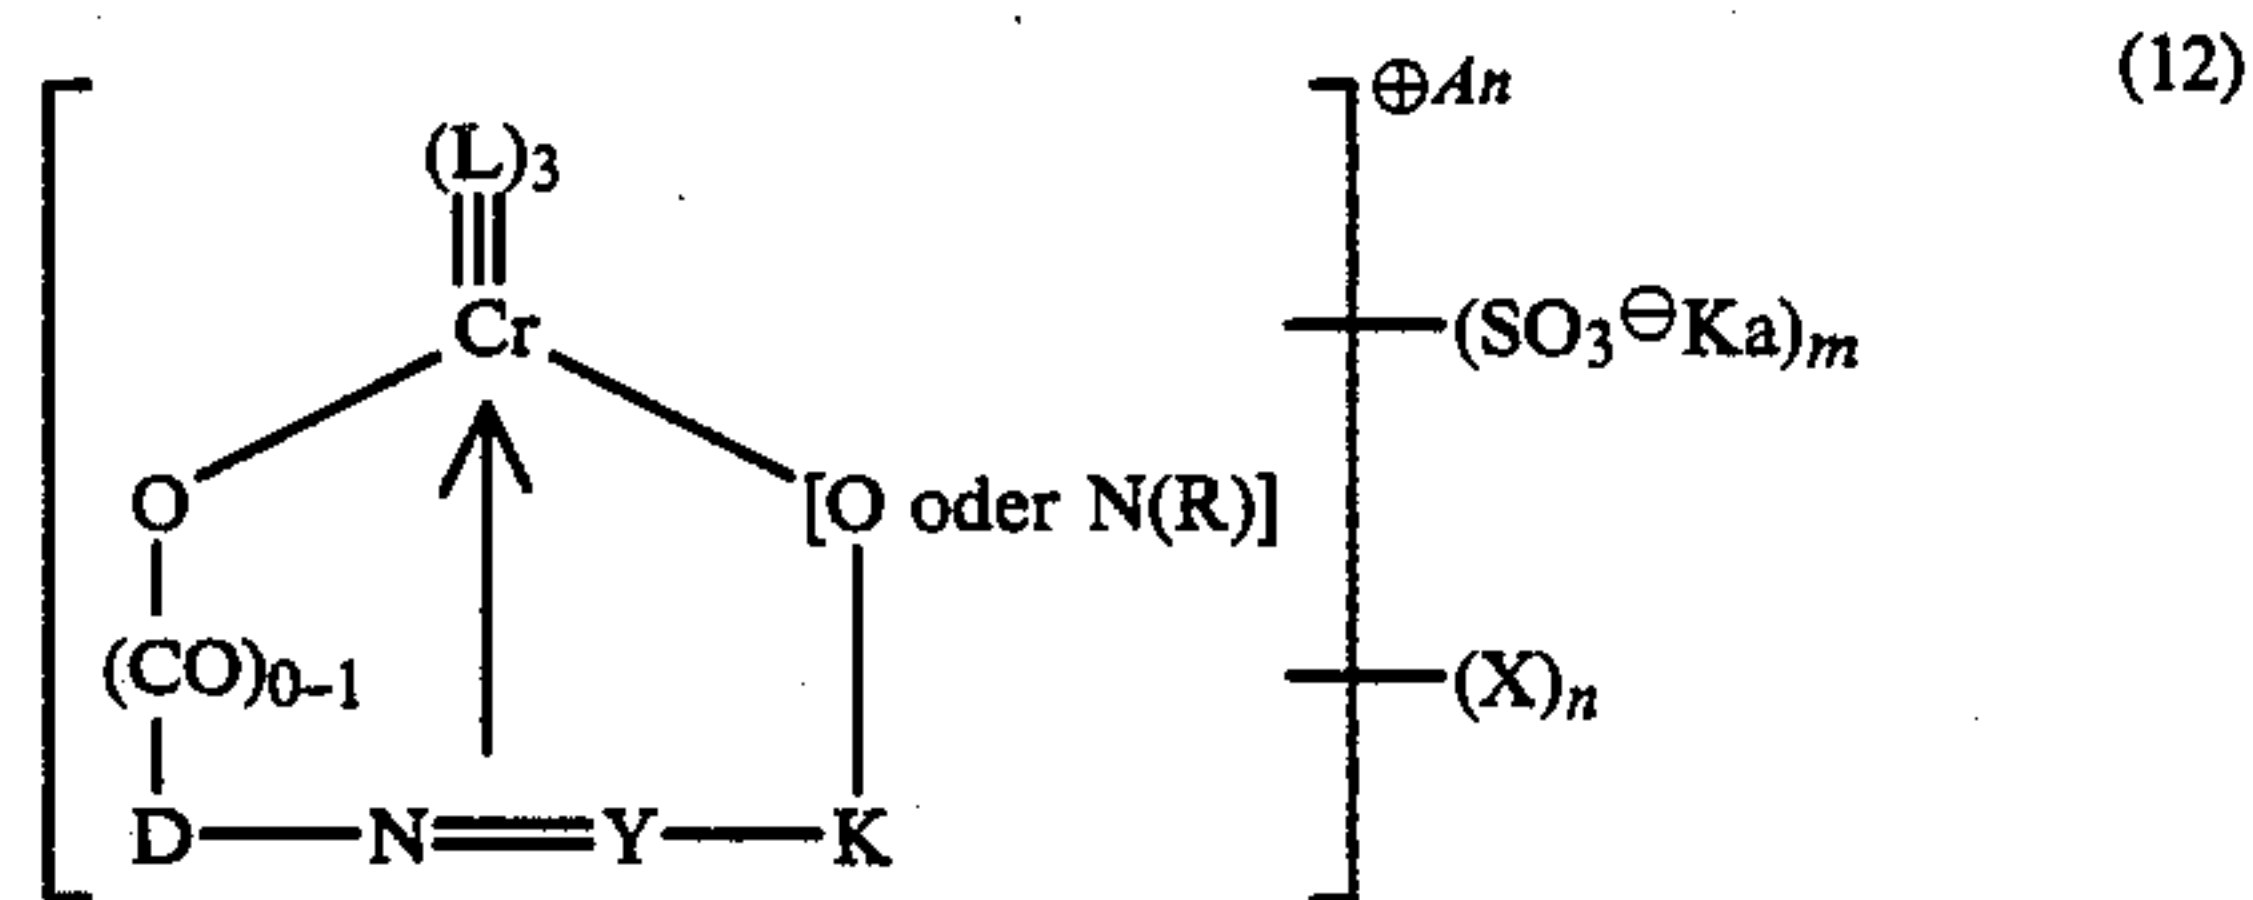 (12)
⊕An
(L)3
Cr
(SO3⊖Ka)m
O [O oder N(R)]
(CO)0-1
(X)n
D—N=Y—K